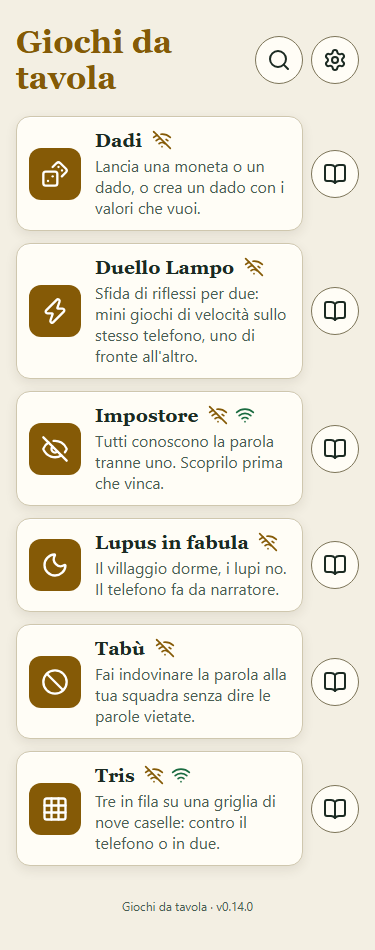 Giochi da
tavola
Dadi
Lancia una moneta o un
dado, o crea un dado con i
valori che vuoi.
Duello Lampo
Sfida di riflessi per due:
mini giochi di velocità sullo
stesso telefono, uno di
fronte all'altro.
Impostore
Tutti conoscono la parola
tranne uno. Scoprilo prima
che vinca.
Lupus in fabula
Il villaggio dorme, i lupi no.
Il telefono fa da narratore.
Tabù
Fai indovinare la parola alla
tua squadra senza dire le
parole vietate.
Tris
Tre in fila su una griglia di
nove caselle: contro il
telefono o in due.
Giochi da tavola · v0.14.0